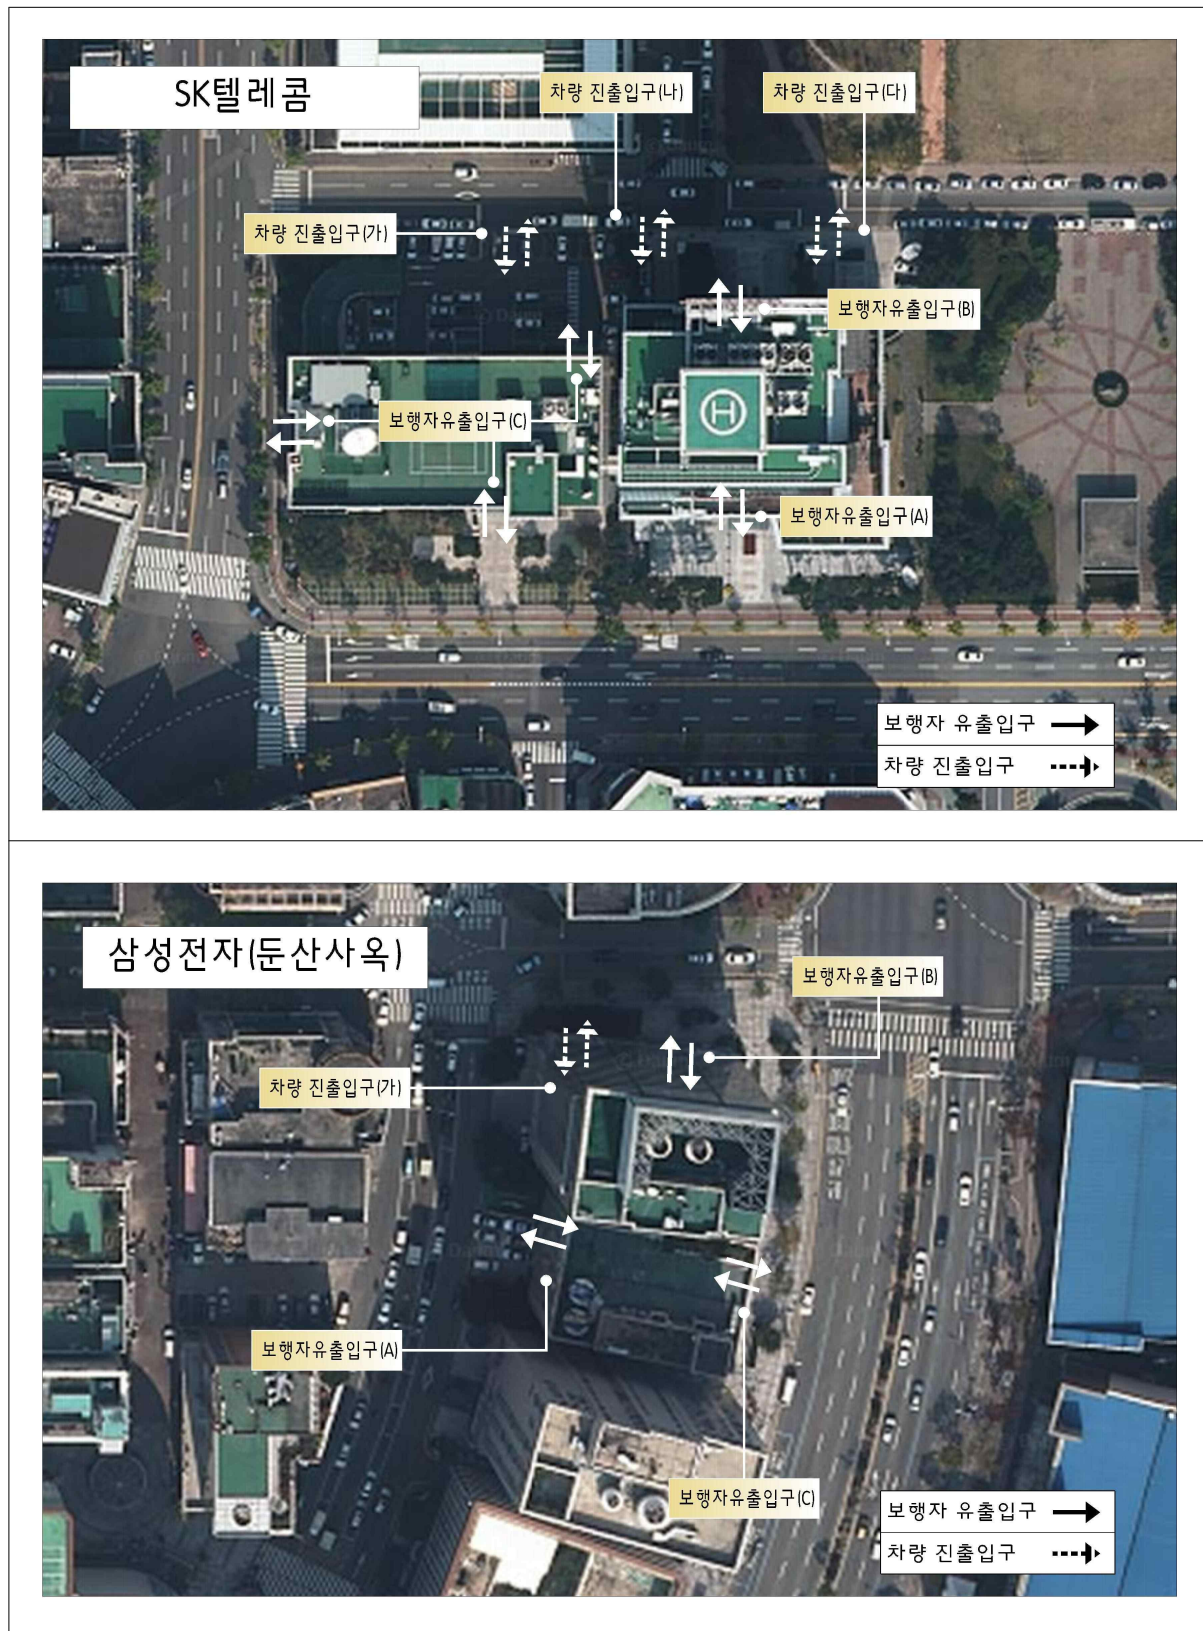 SK텔레콤
차량 진출입구(나)
차량 진출입구(다)
차량 진출입구(가)
보행자유출입구(B)
보행자유출입구(C)
보행자유출입구(A)
H
보행자 유출입구
차량 진출입구
삼성전자(둔산사옥)
보행자유출입구(B)
차량 진출입구(가)
보행자유출입구(A)
보행자유출입구(C)
보행자 유출입구
차량 진출입구